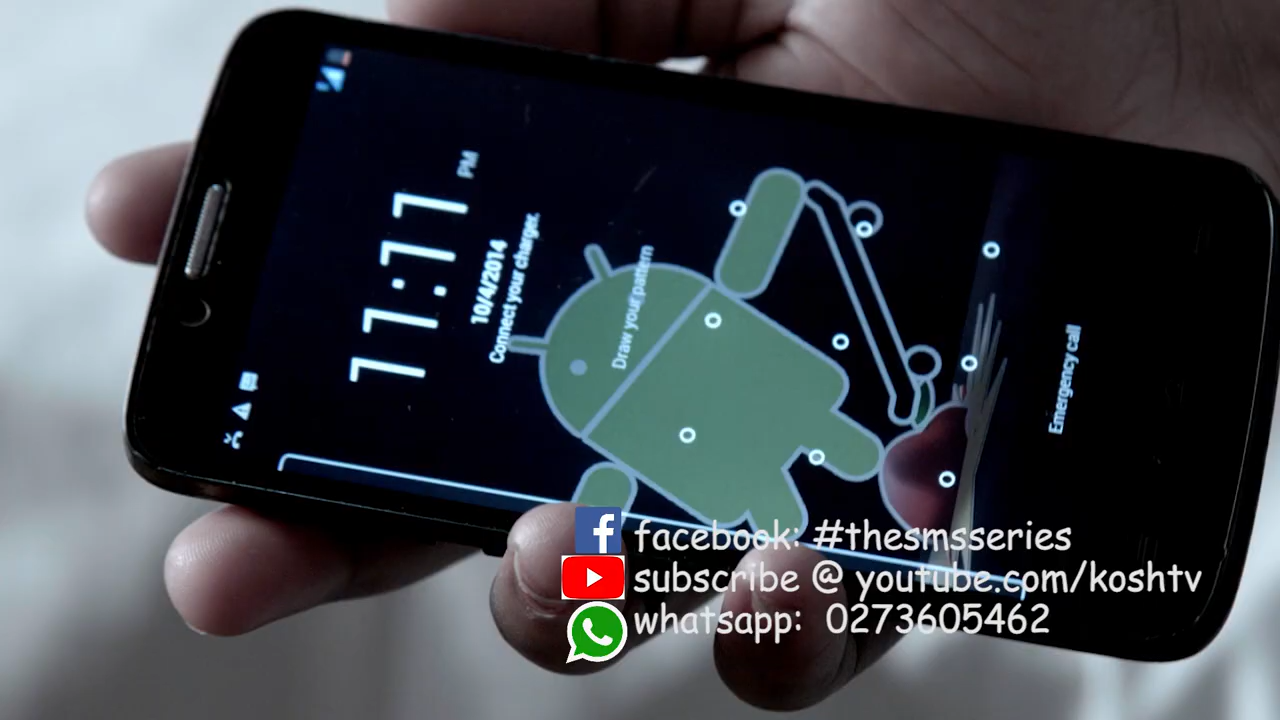 11:11 PM
10/4/2014
Connect your charger.
Draw your pattern
Emergency call
facebook: #thesmsseries
subscribe @ youtube.com/koshtv
whatsapp: 0273605462